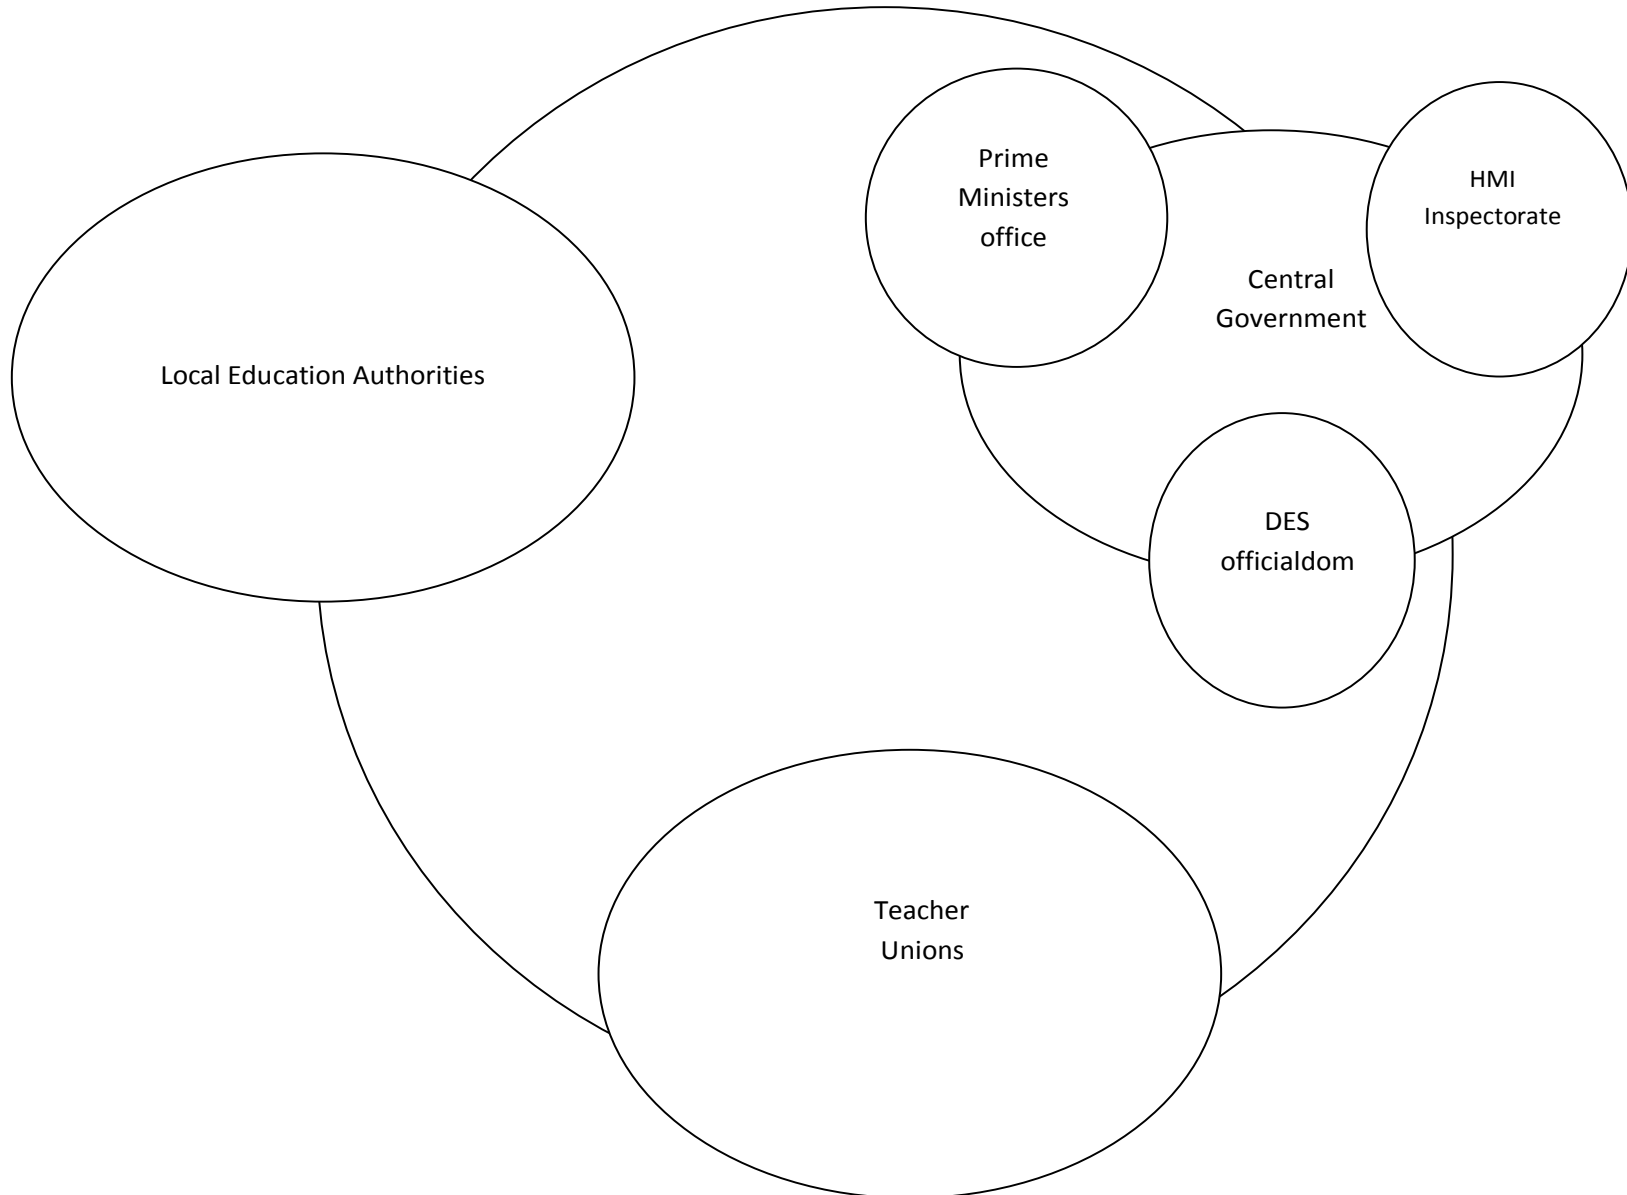 Prime
Ministers
office
HMI
Inspectorate
Central
Government
Local Education Authorities
DES
officialdom
Teacher
Unions